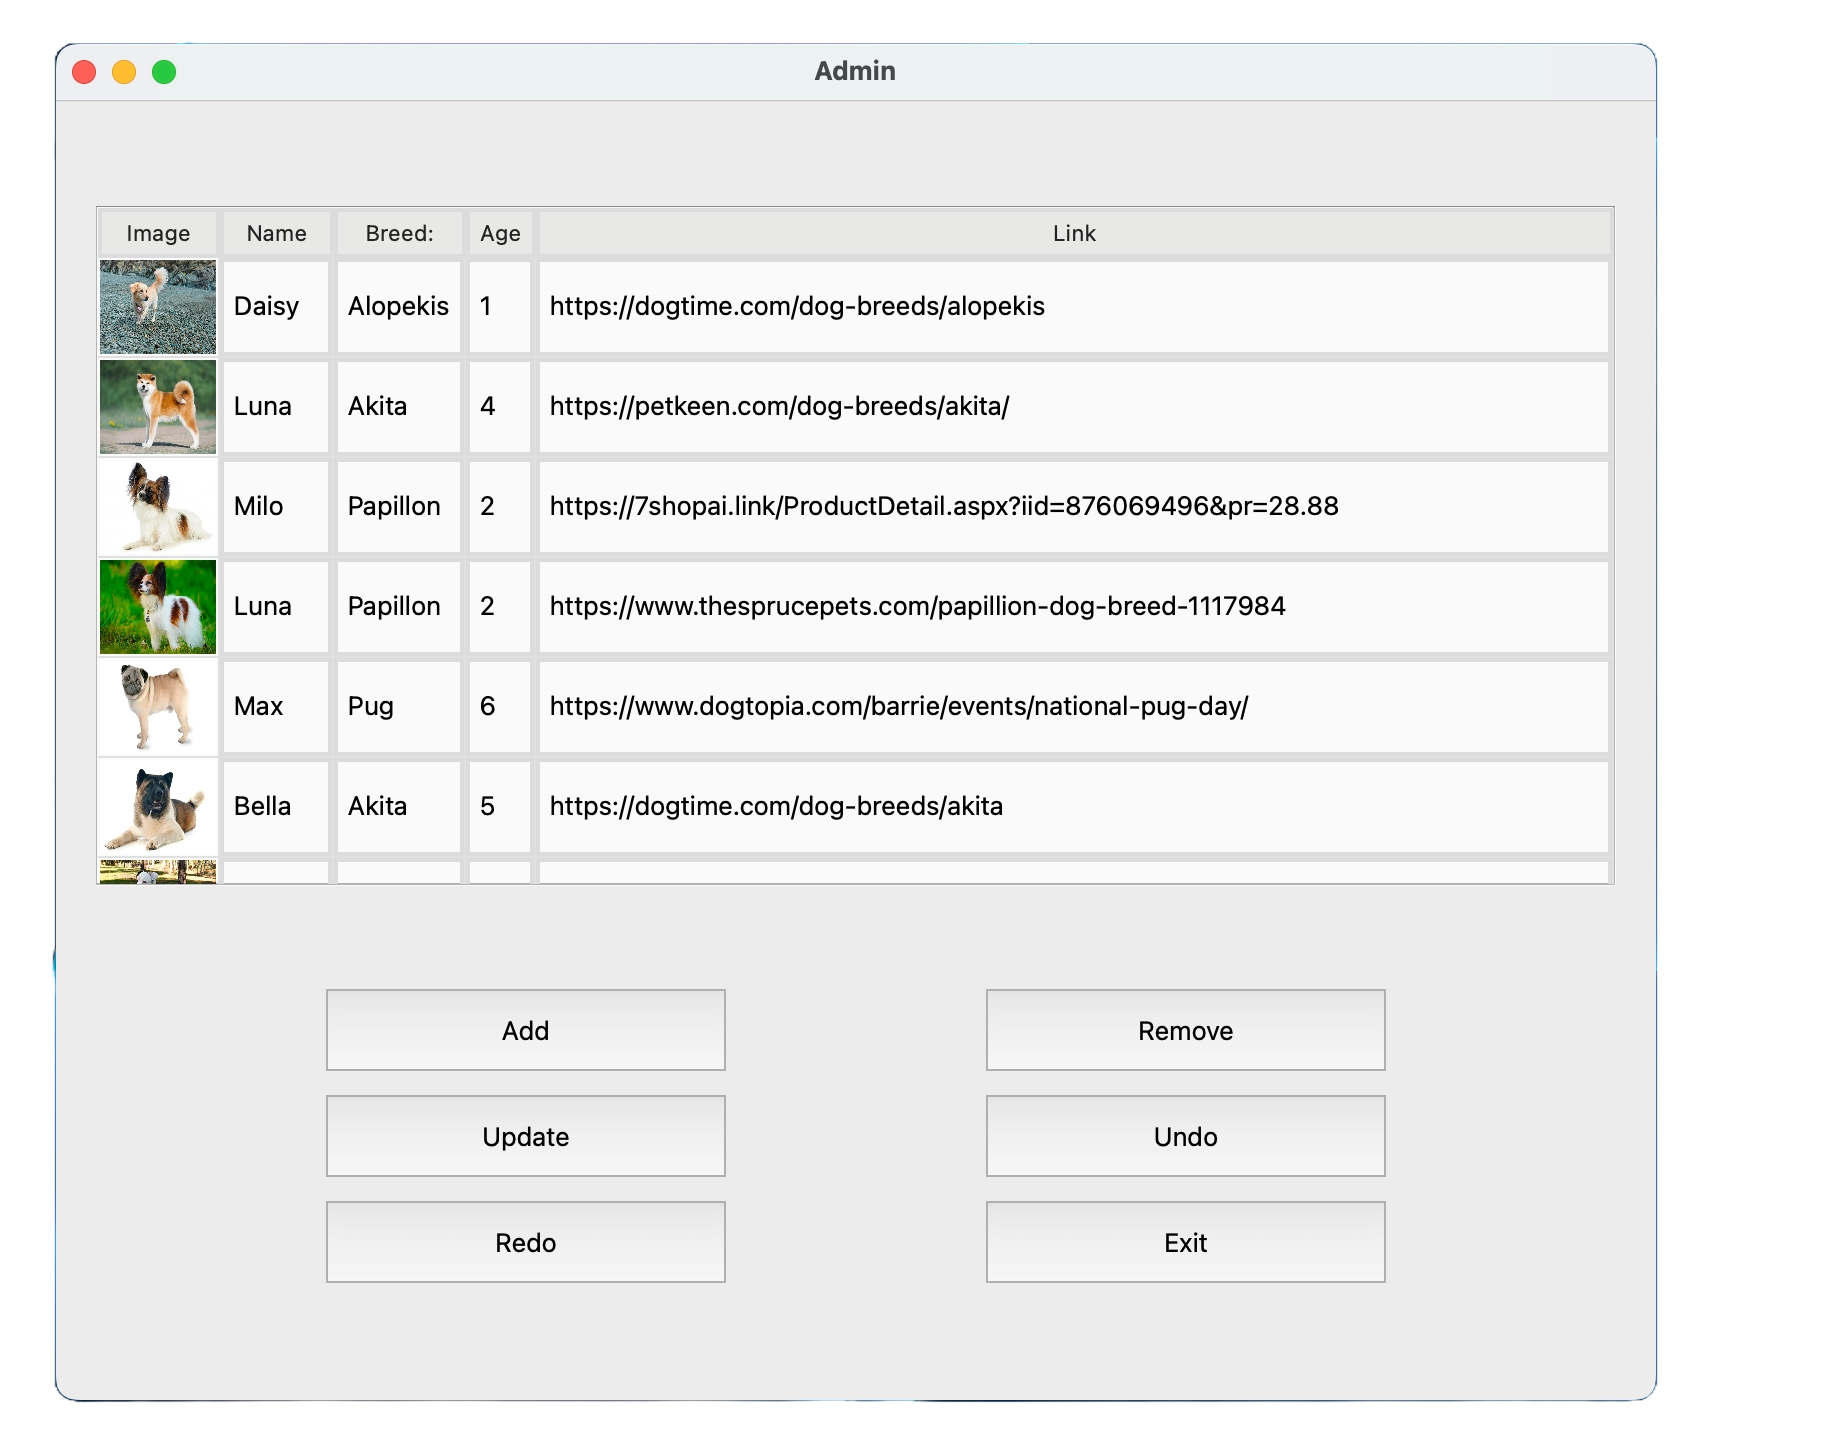 Admin
Image Name Breed: Age Link
Daisy Alopekis 1 https://dogtime.com/dog-breeds/alopekis
Luna Akita 4 https://petkeen.com/dog-breeds/akita/
Milo Papillon 2 https://7shopai.link/ProductDetail.aspx?iid=876069496&pr=28.88
Luna Papillon 2 https://www.thesprucepets.com/papillion-dog-breed-1117984
Max Pug 6 https://www.dogtopia.com/barrie/events/national-pug-day/
Bella Akita 5 https://dogtime.com/dog-breeds/akita
Add Remove
Update Undo
Redo Exit